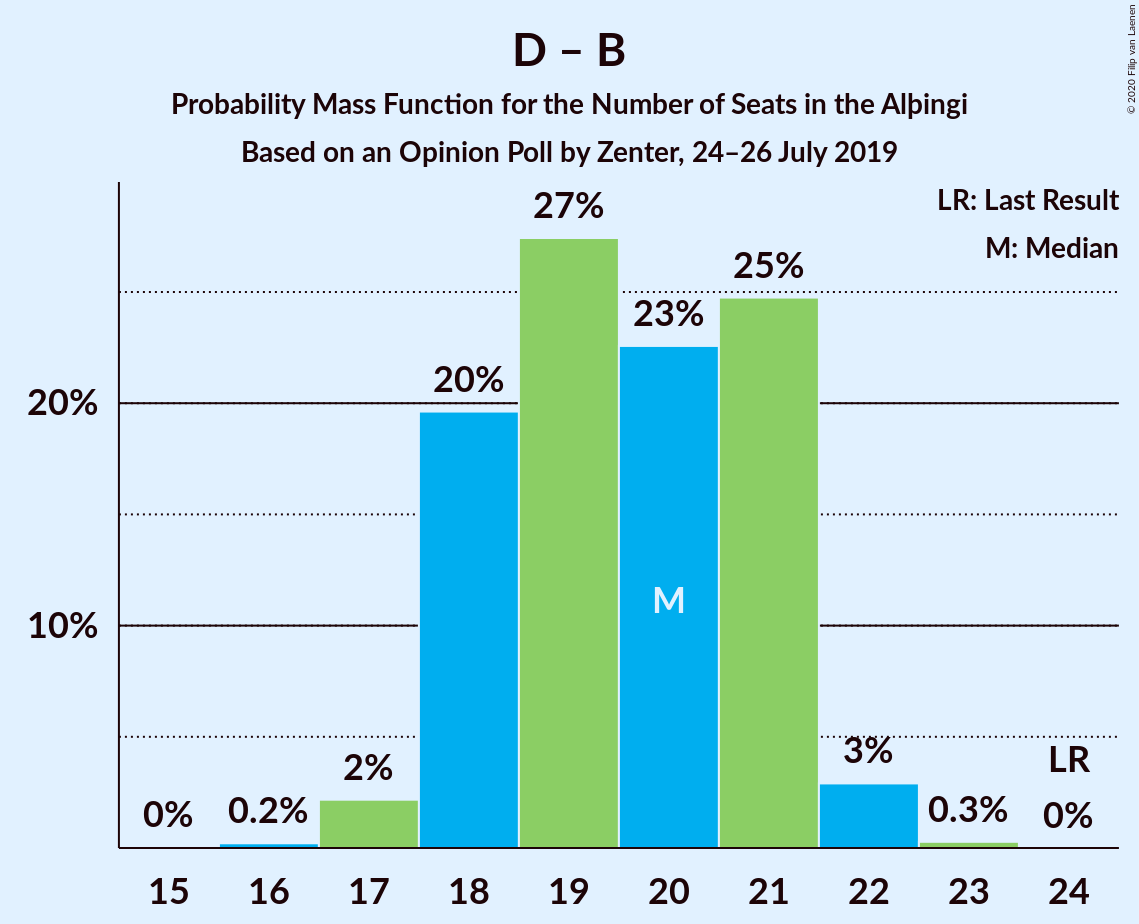 D – B
Probability Mass Function for the Number of Seats in the Alþingi
Based on an Opinion Poll by Zenter, 24–26 July 2019
© 2020 Filip van Laenen
LR: Last Result
M: Median
27%
25%
23%
20%
20%
M
10%
3%
2%
LR
0%
0.2%
0.3%
0%
15 16 17 18 19 20 21 22 23 24